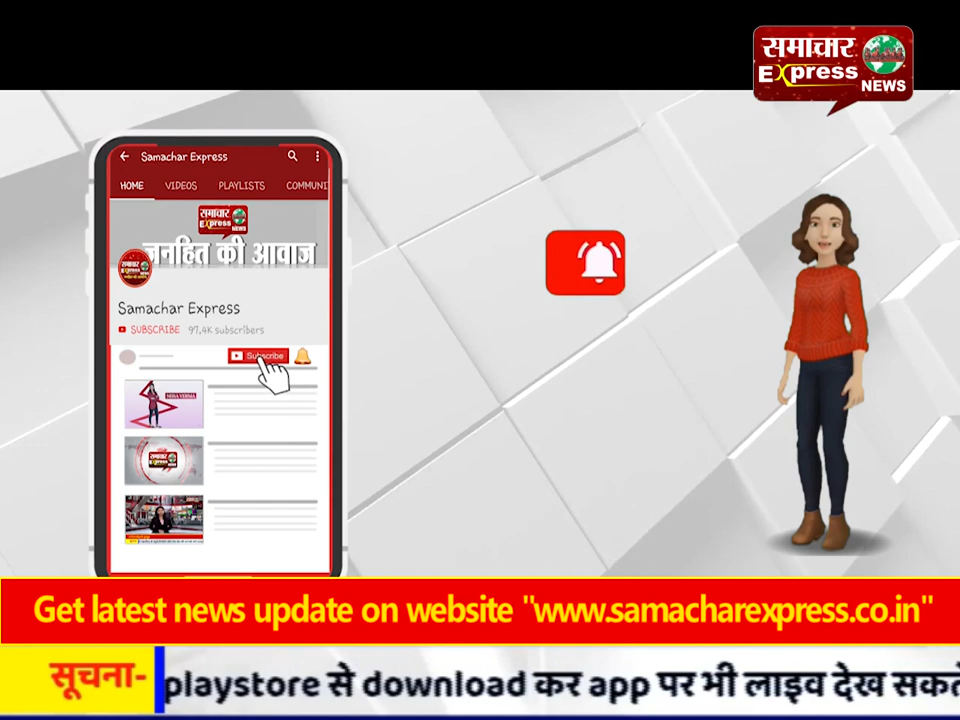 समाचार
Express
NEWS
Samachar Express
HOME VIDEOS PLAYLISTS COMMUNI
समाचार
Express
NEWS
जनहित की आवाज
Samachar Express
SUBSCRIBE 97.4K subscribers
Subscribe
NEHA VERMA
Get latest news update on website "www.samacharexpress.co.in"
सूचना- playstore से download कर app पर भी लाइव देख सकते